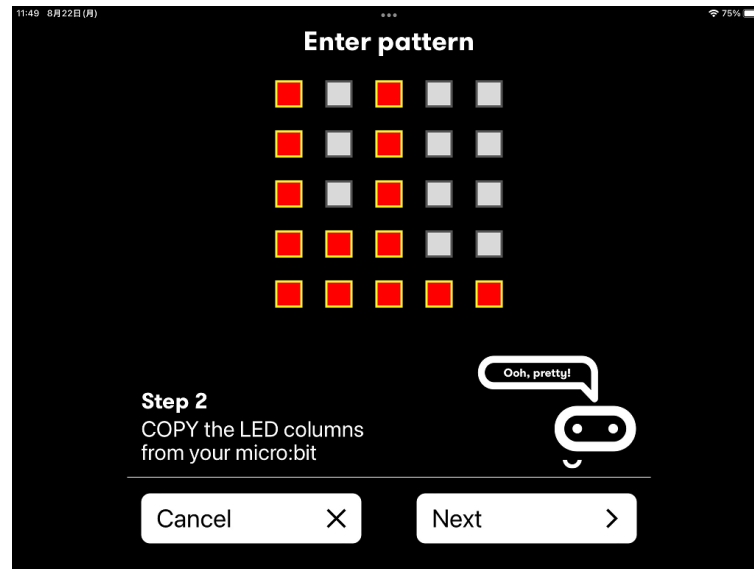 11:49 8月22日(月)
75%
Enter pattern
Ooh, pretty!
Step 2
COPY the LED columns
from your micro:bit
Cancel
Next